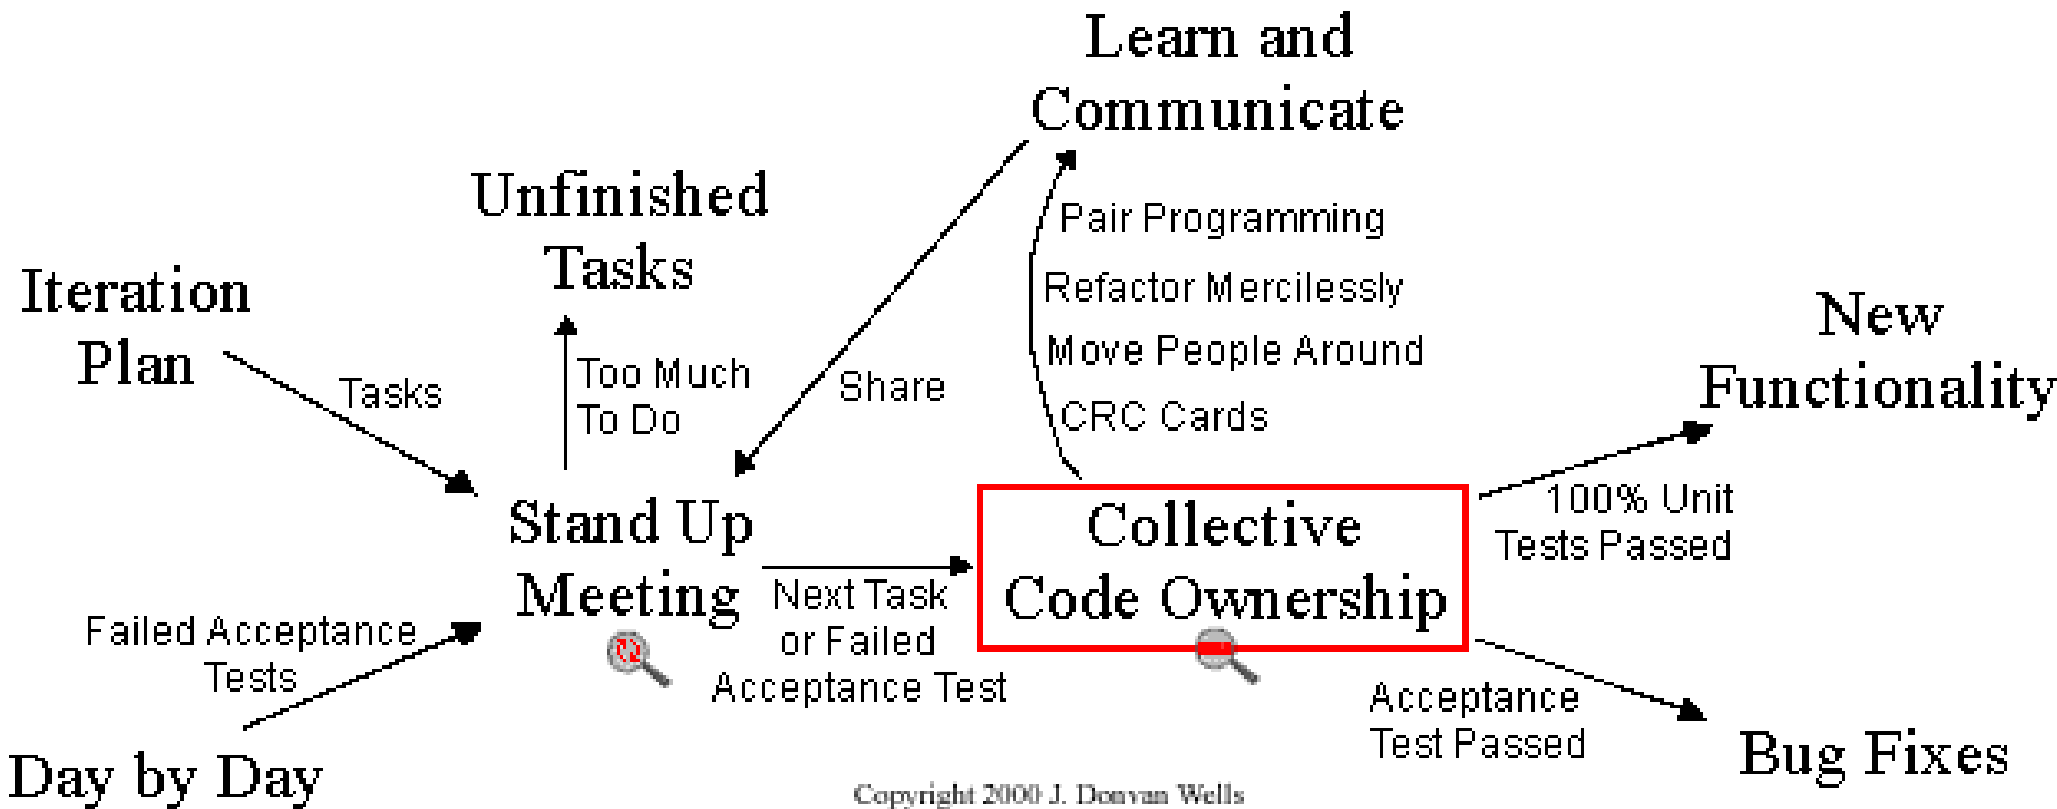 Learn and
Communicate
Unfinished
Tasks
Pair Programming
Refactor Mercilessly
Move People Around
CRC Cards
Iteration
Plan
Tasks
Too Much
To Do
Share
New
Functionality
Stand Up
Meeting
Collective
Code Ownership
100% Unit
Tests Passed
Failed Acceptance
Tests
Next Task
or Failed
Acceptance Test
Acceptance
Test Passed
Day by Day
Bug Fixes
Copyright 2000 J. Donvan Wells